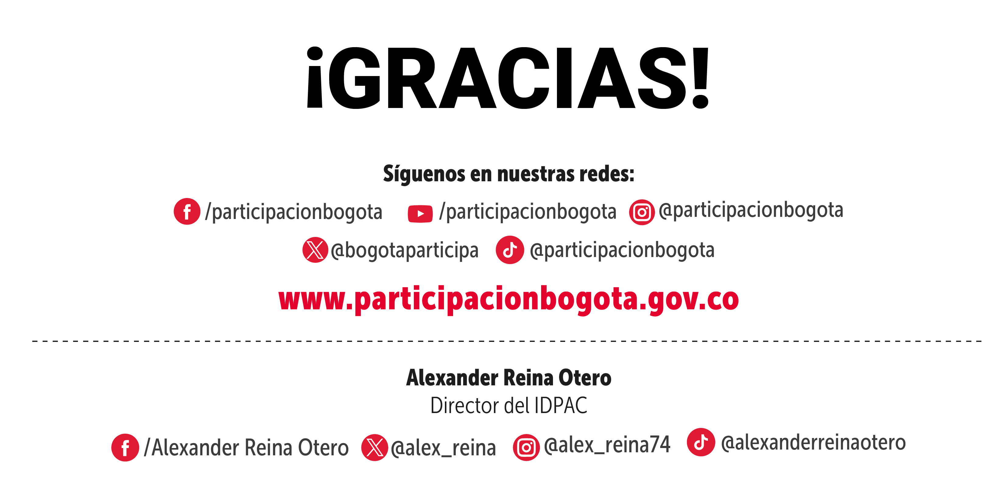 ¡GRACIAS!
Síguenos en nuestras redes:
/participacionbogota /participacionbogota @participacionbogota
@bogotaparticipa @participacionbogota
www.participacionbogota.gov.co
Alexander Reina Otero
Director del IDPAC
/Alexander Reina Otero @alex_reina @alex_reina74 @alexanderreinaotero